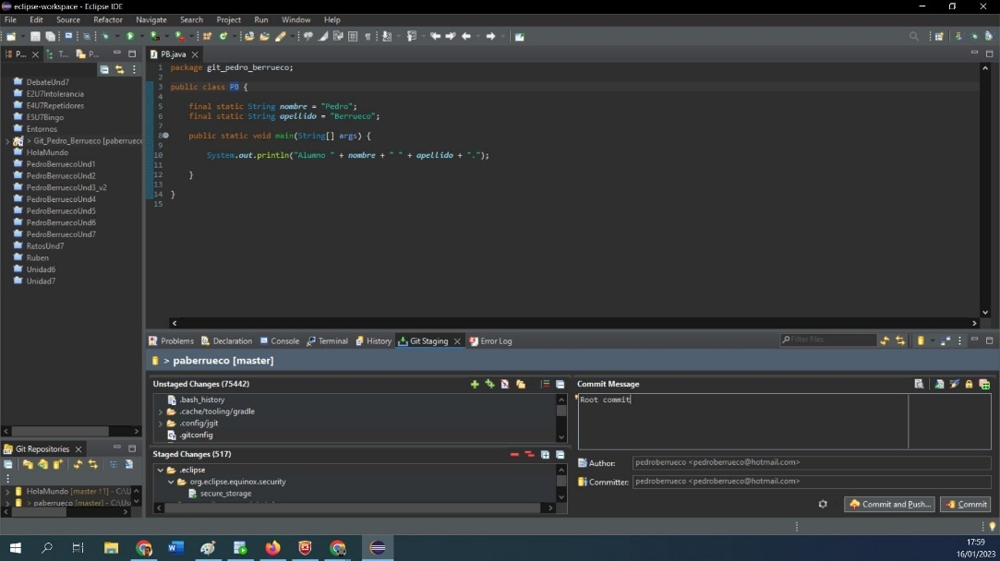 eclipse-workspace - Eclipse IDE
File Edit Source Refactor Navigate Search Project Run Window Help
P... T... P...
PB.java
DebateUnd7
E2U7Intolerancia
E4U7Repetidores
E5U7Bingo
Entornos
> Git_Pedro_Berrueco [paberruecc
HolaMundo
PedroBerruecoUnd1
PedroBerruecoUnd2
PedroBerruecoUnd3_v2
PedroBerruecoUnd4
PedroBerruecoUnd5
PedroBerruecoUnd6
PedroBerruecoUnd7
RetosUnd7
Ruben
Unidad6
Unidad7
1 package git_pedro_berrueco;
2
3 public class PB {
4
5 final static String nombre = "Pedro";
6 final static String apellido = "Berrueco";
7
8 public static void main(String[] args) {
9
10 System.out.println("Alumno " + nombre + " " + apellido + ".");
11
12 }
13
14 }
15
Problems Declaration Console Terminal History Git Staging Error Log
Filter files
> paberrueco [master]
Unstaged Changes (75442)
.bash_history
.cache/tooling/gradle
.config/jgit
.gitconfig
Staged Changes (517)
.eclipse
org.eclipse.equinox.security
secure_storage
Commit Message
Root commit
Author: pedroberrueco <pedroberrueco@hotmail.com>
Committer: pedroberrueco <pedroberrueco@hotmail.com>
Commit and Push... Commit
Git Repositories
HolaMundo [master ↑1] - C:\U
> paberrueco [master] - C:\Us
17:59
16/01/2023